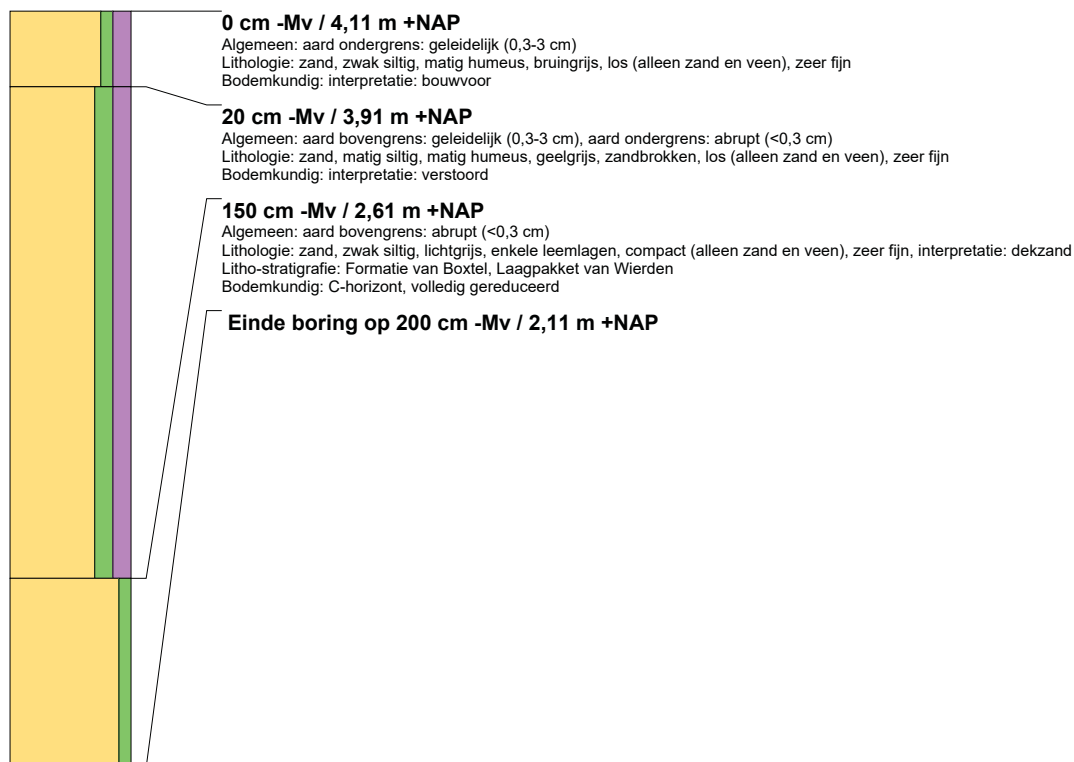 0 cm -Mv / 4,11 m +NAP
Algemeen: aard ondergrens: geleidelijk (0,3-3 cm)
Lithologie: zand, zwak siltig, matig humeus, bruingrijs, los (alleen zand en veen), zeer fijn
Bodemkundig: interpretatie: bouwvoor
20 cm -Mv / 3,91 m +NAP
Algemeen: aard bovengrens: geleidelijk (0,3-3 cm), aard ondergrens: abrupt (<0,3 cm)
Lithologie: zand, matig siltig, matig humeus, geelgrijs, zandbrokken, los (alleen zand en veen), zeer fijn
Bodemkundig: interpretatie: verstoord
150 cm -Mv / 2,61 m +NAP
Algemeen: aard bovengrens: abrupt (<0,3 cm)
Lithologie: zand, zwak siltig, lichtgrijs, enkele leemlagen, compact (alleen zand en veen), zeer fijn, interpretatie: dekzand
Litho-stratigrafie: Formatie van Boxtel, Laagpakket van Wierden
Bodemkundig: C-horizont, volledig gereduceerd
Einde boring op 200 cm -Mv / 2,11 m +NAP